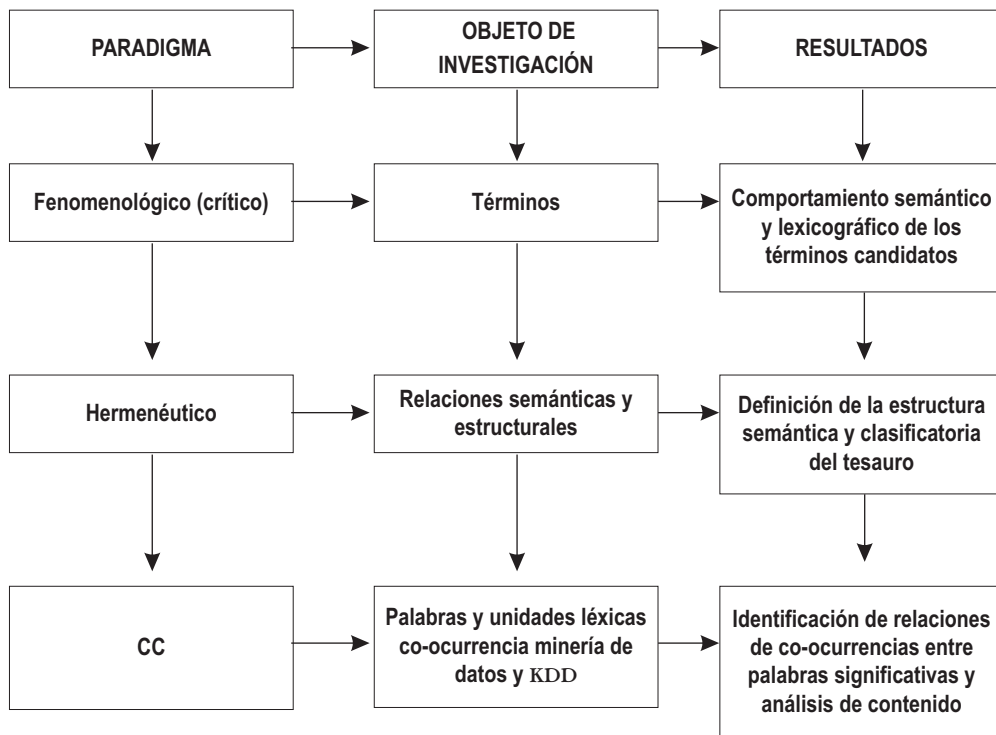 PARADIGMA
OBJETO DE
INVESTIGACIÓN
RESULTADOS
Fenomenológico (crítico)
Términos
Comportamiento semántico
y lexicográfico de los
términos candidatos
Hermenéutico
Relaciones semánticas y
estructurales
Definición de la estructura
semántica y clasificatoria
del tesauro
CC
Palabras y unidades léxicas
co-ocurrencia minería de
datos y KDD
Identificación de relaciones
de co-ocurrencias entre
palabras significativas y
análisis de contenido